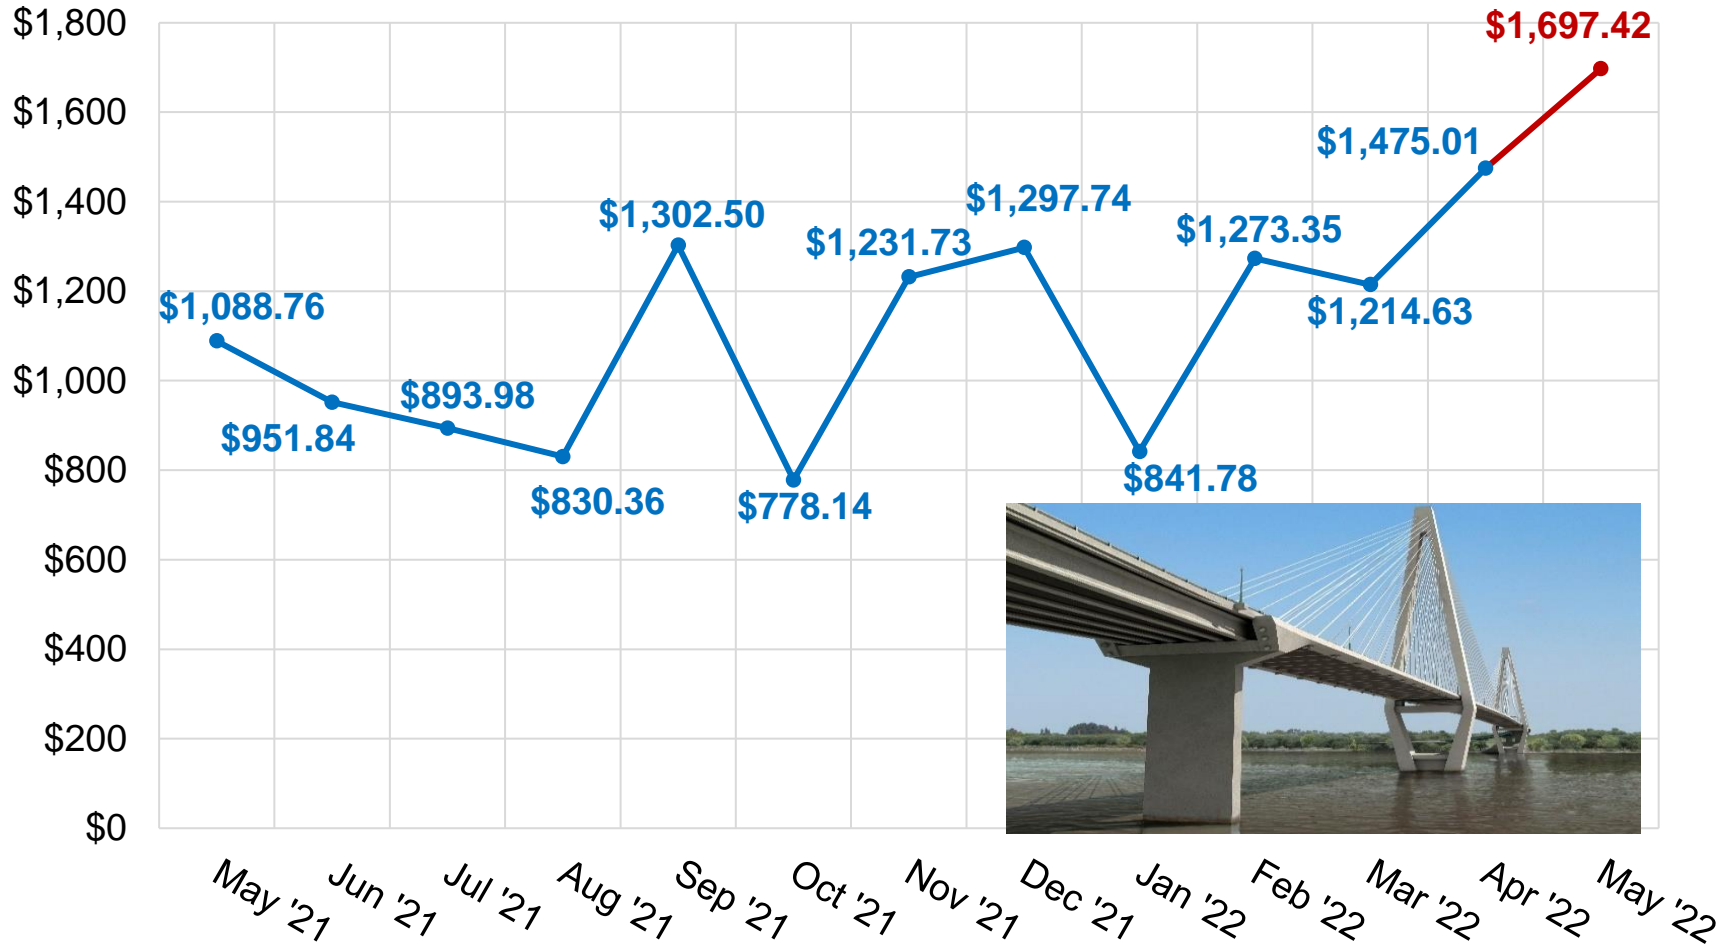 $1,800
$1,600
$1,400
$1,200
$1,000
$800
$600
$400
$200
$0
$1,088.76
$951.84
$893.98
$830.36
$1,302.50
$778.14
$1,231.73
$1,297.74
$841.78
$1,273.35
$1,214.63
$1,475.01
$1,697.42
May '21
Jun '21
Jul '21
Aug '21
Sep '21
Oct '21
Nov '21
Dec '21
Jan '22
Feb '22
Mar '22
Apr '22
May '22